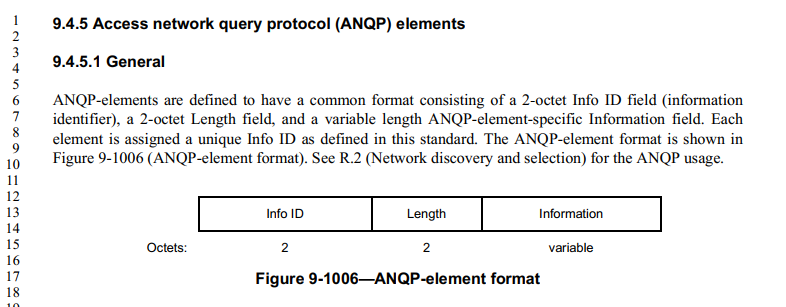 1
2
3
4
5
6
7
8
9
10
11
12
13
14
15
16
17
18
9.4.5 Access network query protocol (ANQP) elements
9.4.5.1 General
ANQP-elements are defined to have a common format consisting of a 2-octet Info ID field (information
identifier), a 2-octet Length field, and a variable length ANQP-element-specific Information field. Each
element is assigned a unique Info ID as defined in this standard. The ANQP-element format is shown in
Figure 9-1006 (ANQP-element format). See R.2 (Network discovery and selection) for the ANQP usage.
Info ID Length Information
Octets: 2 2 variable
Figure 9-1006—ANQP-element format